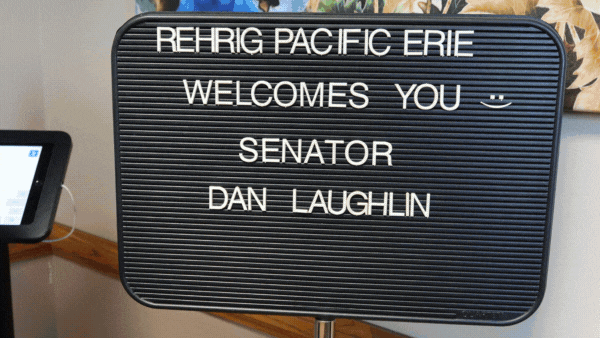 REHRIG PACIFIC ERIE
WELCOMES YOU
SENATOR
DAN LAUGHLIN